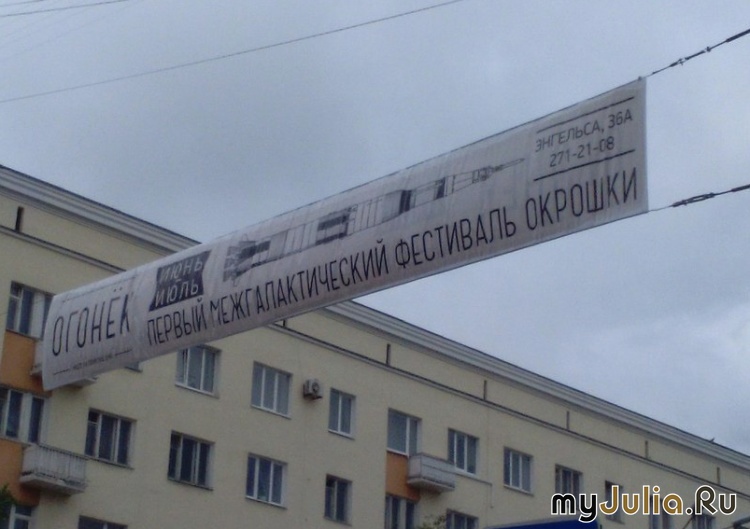 ОГОНЁК
ИЮНЬ
ИЮЛЬ
ПЕРВЫЙ МЕЖГАЛАКТИЧЕСКИЙ ФЕСТИВАЛЬ ОКРОШКИ
ЭНГЕЛЬСА, 36А
271-21-08
myJulia.Ru